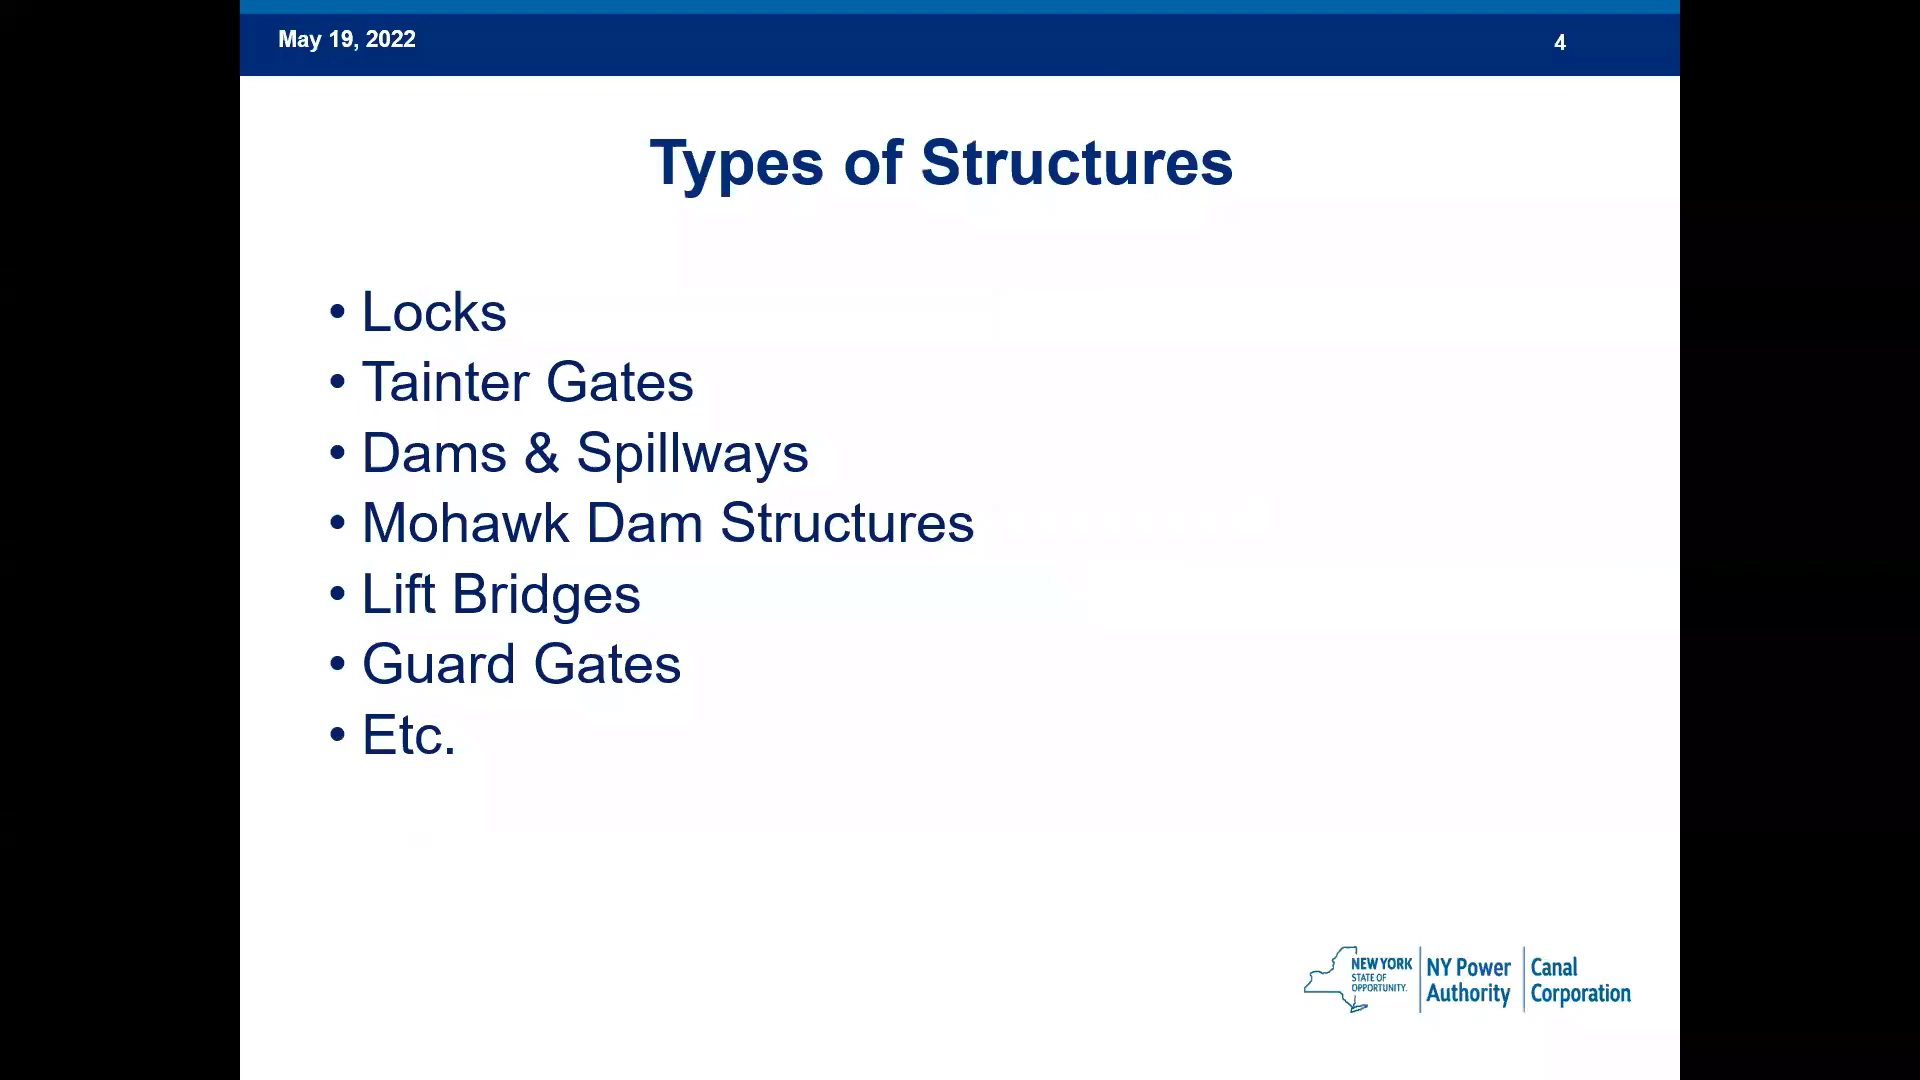 May 19, 2022
4
Types of Structures
• Locks
• Tainter Gates
• Dams & Spillways
• Mohawk Dam Structures
• Lift Bridges
• Guard Gates
• Etc.
NEW YORK
STATE OF
OPPORTUNITY.
NY Power
Authority
Canal
Corporation